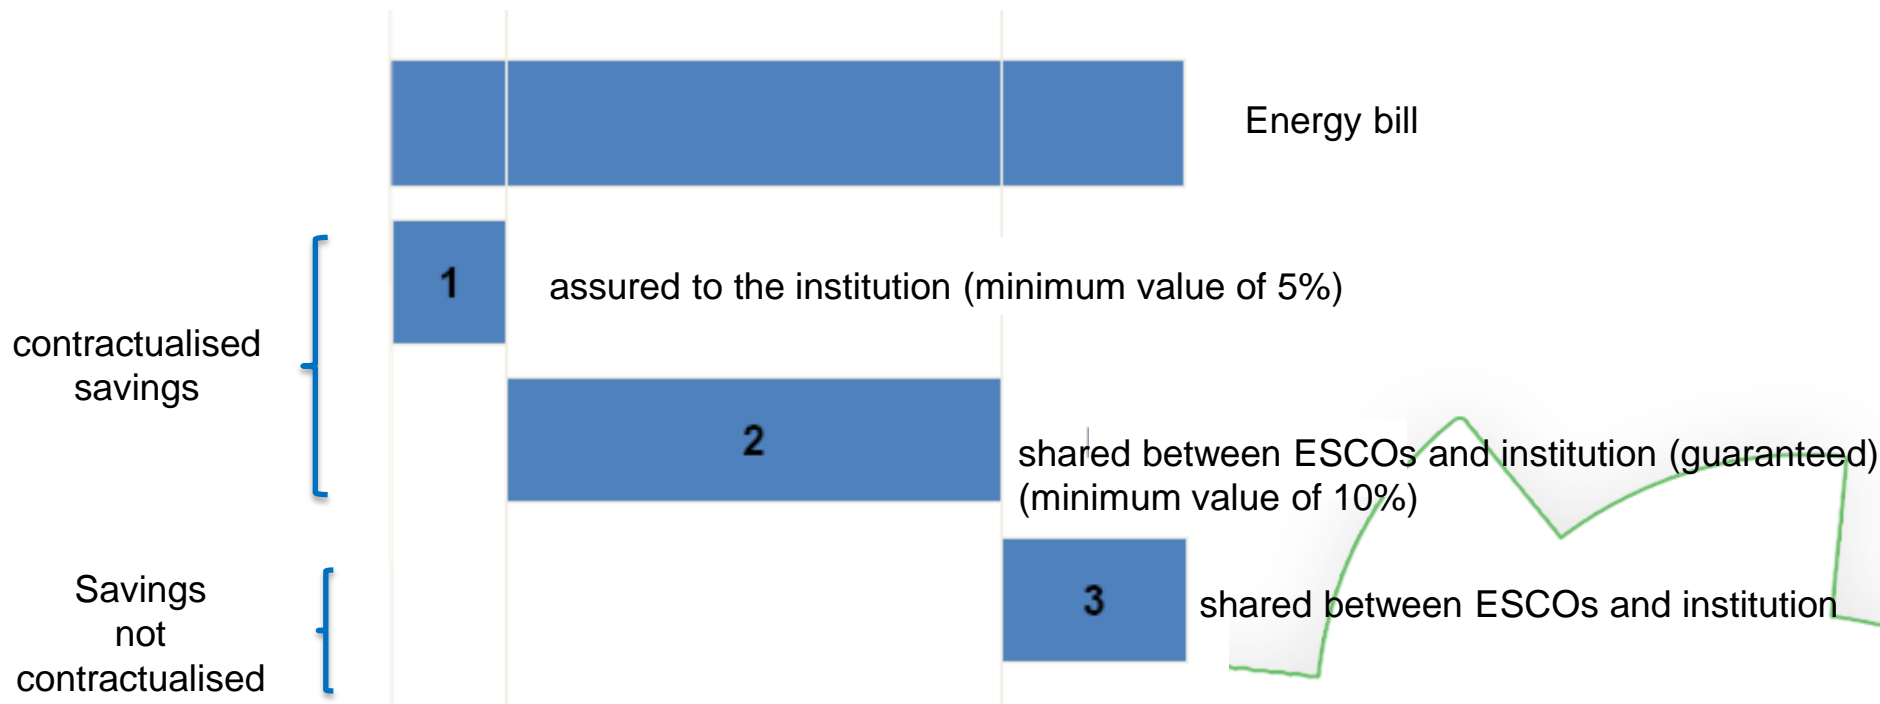 Energy bill
1
assured to the institution (minimum value of 5%)
contractualised
savings
2
shared between ESCOs and institution (guaranteed)
(minimum value of 10%)
Savings
not
contractualised
3
shared between ESCOs and institution